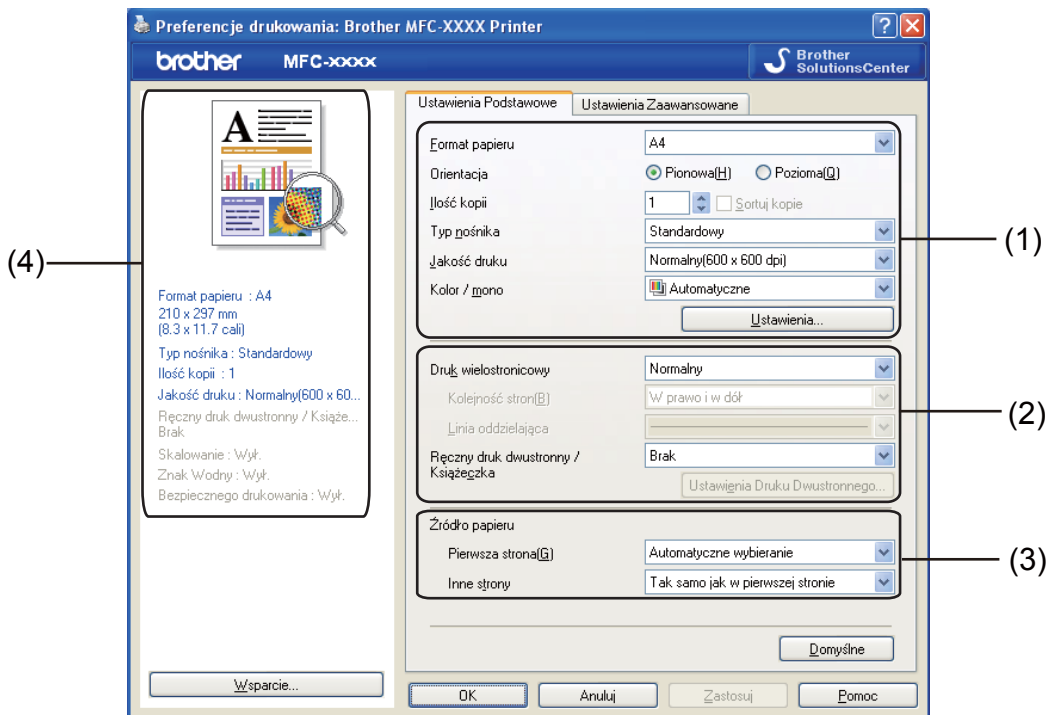 Preferencje drukowania: Brother MFC-XXXX Printer
brother MFC-xxxx
Brother
SolutionsCenter
A
Format papieru : A4
210 x 297 mm
(8.3 x 11.7 cali)
Typ nośnika : Standardowy
Ilość kopii : 1
Jakość druku : Normalny(600 x 60...
Ręczny druk dwustronny / Książe...
Brak
Skalowanie : Wył.
Znak Wodny : Wył.
Bezpiecznego drukowania : Wył.
Wsparcie...
(4)
Ustawienia Podstawowe Ustawienia Zaawansowane
Format papieru A4
Orientacja Pionowa(H) Pozioma(Q)
Ilość kopii 1 Sortuj kopie
Typ nośnika Standardowy
Jakość druku Normalny(600 x 600 dpi)
Kolor / mono Automatyczne
Ustawienia...
(1)
Druk wielostronicowy Normalny
Kolejność stron(B) W prawo i w dół
Linia oddzielająca
Ręczny druk dwustronny /
Książeczka Brak
Ustawienia Druku Dwustronnego...
(2)
Źródło papieru
Pierwsza strona(G) Automatyczne wybieranie
Inne strony Tak samo jak w pierwszej stronie
(3)
Domyślne
OK Anuluj Zastosuj Pomoc